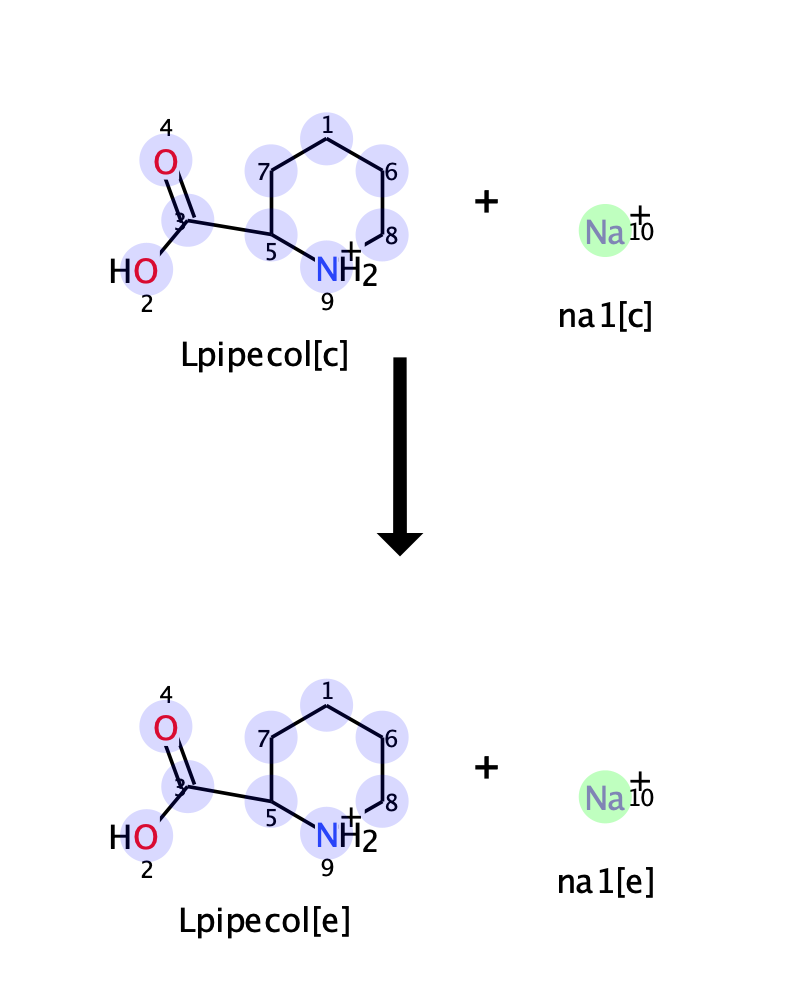 4
1
O
7
6
+
3
+
Na 10
8
5
+
HO
NH2
2
9
na1[c]
Lpipecol[c]
4
1
O
7
6
+
3
+
Na 10
8
5
+
HO
NH2
2
9
na1[e]
Lpipecol[e]